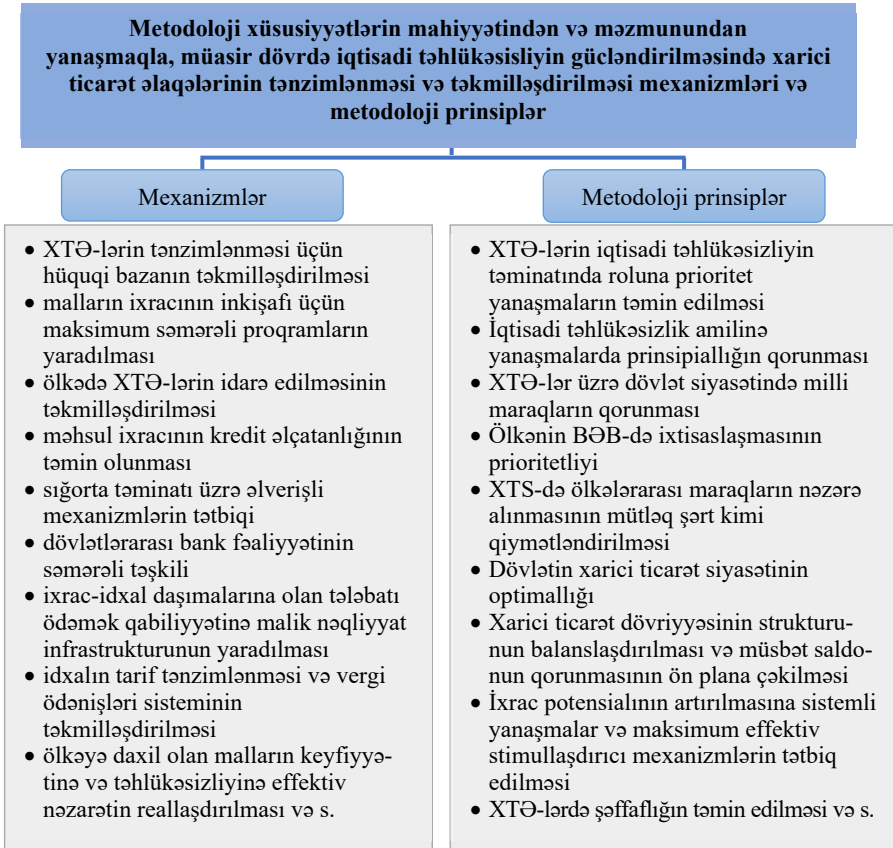 Metodoloji xüsusiyyətlərin mahiyyətindən və məzmunundan
yanaşmaqla, müasir dövrdə iqtisadi təhlükəsisliyin gücləndirilməsində xarici
ticarət əlaqələrinin tənzimlənməsi və təkmilləşdirilməsi mexanizmləri və
metodoloji prinsiplər
Mexanizmlər
• XTƏ-lərin tənzimlənməsi üçün
hüquqi bazanın təkmilləşdirilməsi
• malların ixracının inkişafı üçün
maksimum səmərəli proqramların
yaradılması
• ölkədə XTƏ-lərin idarə edilməsinin
təkmilləşdirilməsi
• məhsul ixracının kredit əlçatanlığının
təmin olunması
• sığorta təminatı üzrə əlverişli
mexanizmlərin tətbiqi
• dövlətlərarası bank fəaliyyətinin
səmərəli təşkili
• ixrac-idxal daşımalarına olan tələbatı
ödəmək qabiliyyətinə malik nəqliyyat
infrastrukturunun yaradılması
• idxalın tarif tənzimlənməsi və vergi
ödənişləri sisteminin
təkmilləşdirilməsi
• ölkəyə daxil olan malların keyfiyyə-
tinə və təhlükəsizliyinə effektiv
nəzarətin reallaşdırılması və s.
Metodoloji prinsiplər
• XTƏ-lərin iqtisadi təhlükəsizliyin
təminatında roluna prioritet
yanaşmaların təmin edilməsi
• İqtisadi təhlükəsizlik amilinə
yanaşmalarda prinsipiallığın qorunması
• XTƏ-lər üzrə dövlət siyasətində milli
maraqların qorunması
• Ölkənin BƏB-də ixtisaslaşmasının
prioritetliyi
• XTS-də ölkələrarası maraqların nəzərə
alınmasının mütləq şərt kimi
qiymətləndirilməsi
• Dövlətin xarici ticarət siyasətinin
optimallığı
• Xarici ticarət dövriyyəsinin strukturu-
nun balanslaşdırılması və müsbət saldo-
nun qorunmasının ön plana çəkilməsi
• İxrac potensialının artırılmasına sistemli
yanaşmalar və maksimum effektiv
stimullaşdırıcı mexanizmlərin tətbiq
edilməsi
• XTƏ-lərdə şəffaflığın təmin edilməsi və s.